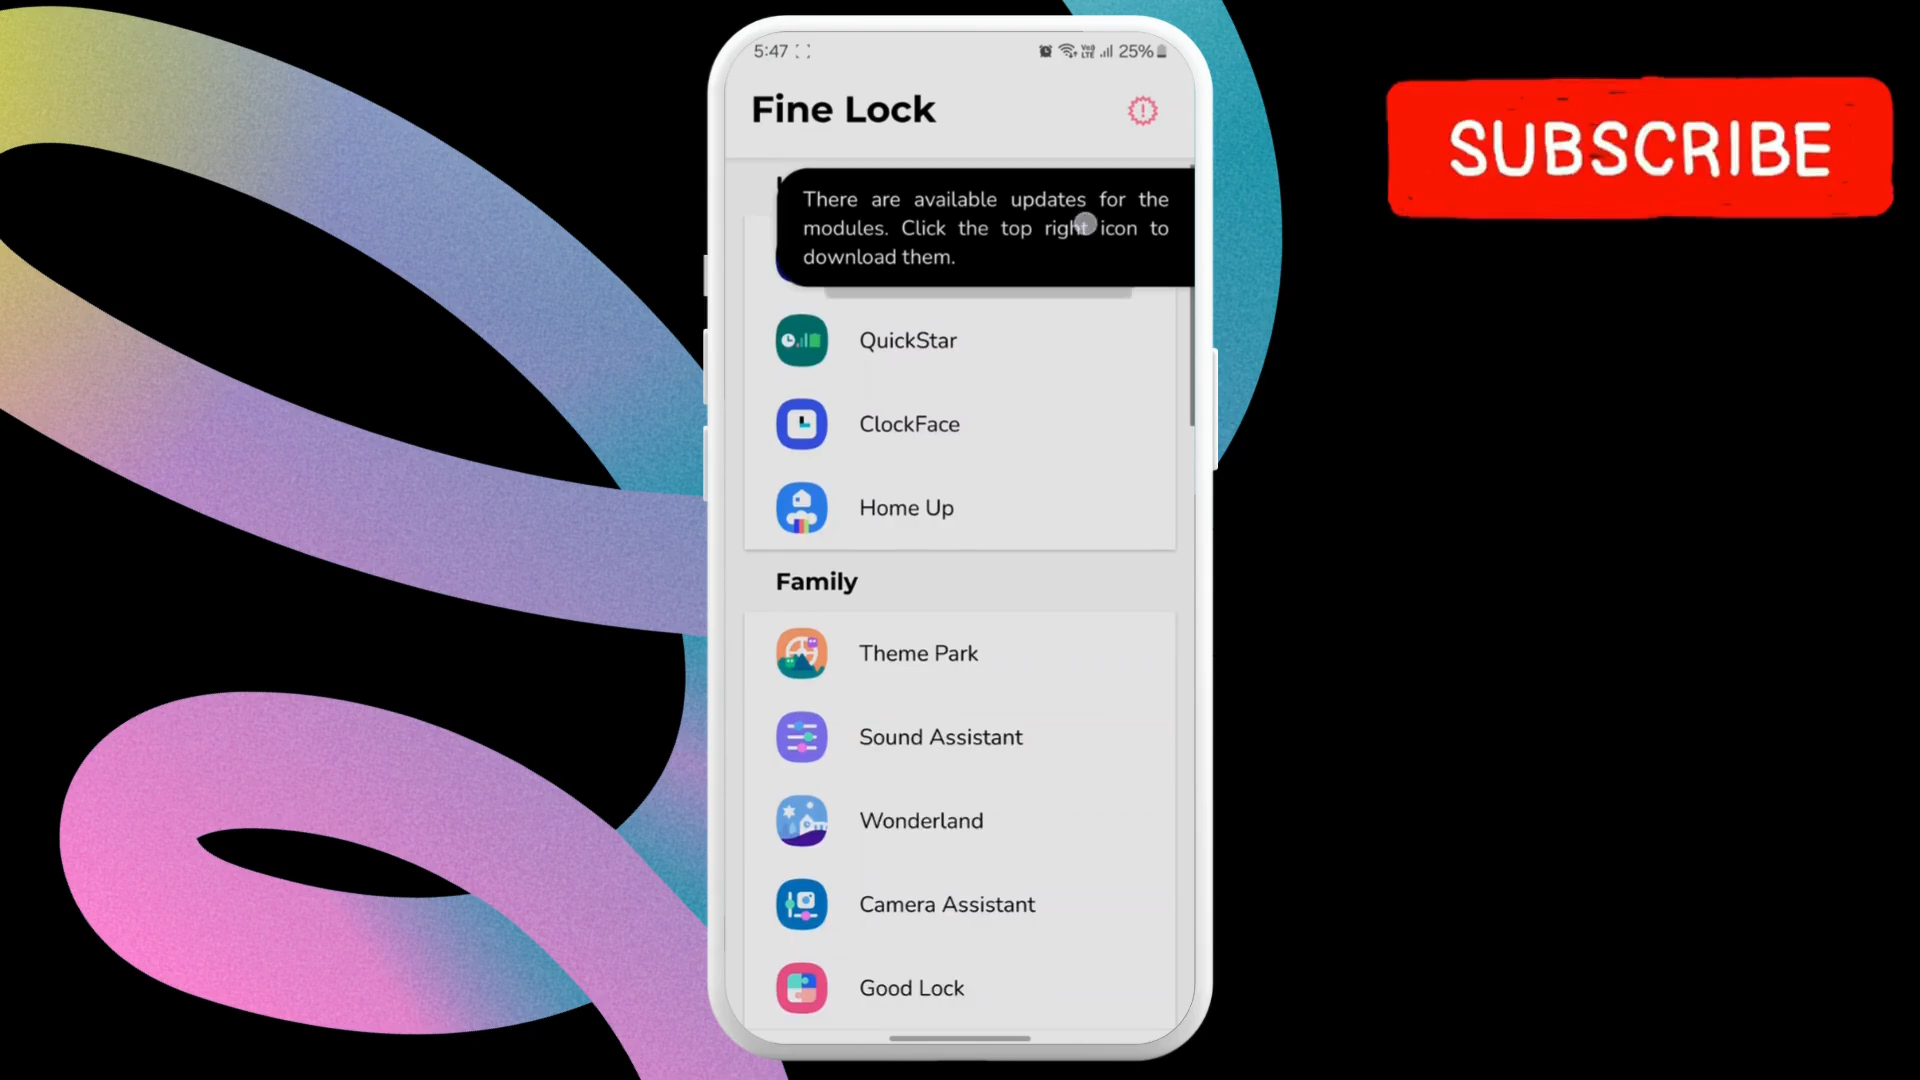 5:47
25%
Fine Lock
SUBSCRIBE
There are available updates for the
modules. Click the top right icon to
download them.
QuickStar
ClockFace
Home Up
Family
Theme Park
Sound Assistant
Wonderland
Camera Assistant
Good Lock